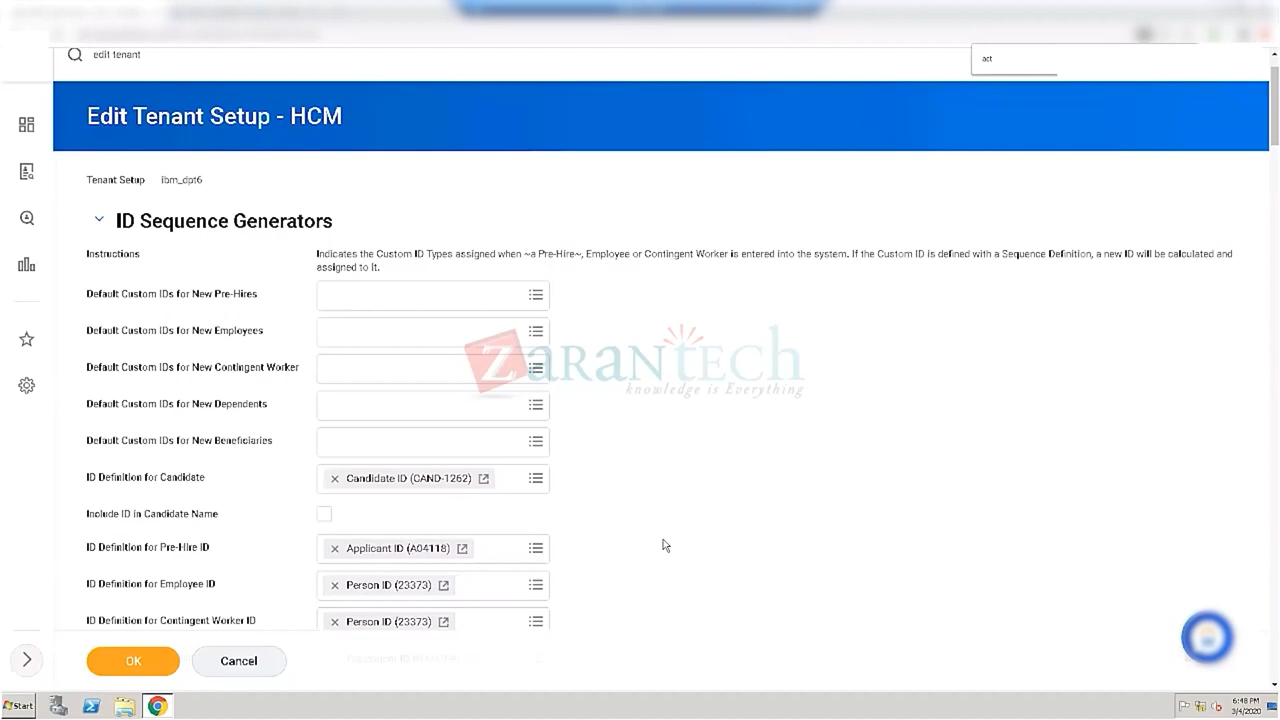 edit tenant
act
Edit Tenant Setup - HCM
Tenant Setup ibm_dpt6
ID Sequence Generators
Instructions Indicates the Custom ID Types assigned when ~a Pre-Hire~, Employee or Contingent Worker is entered into the system. If the Custom ID is defined with a Sequence Definition, a new ID will be calculated and
assigned to it.
Default Custom IDs for New Pre-Hires
Default Custom IDs for New Employees
Default Custom IDs for New Contingent Worker
ZARANTECH
knowledge is Everything
Default Custom IDs for New Dependents
Default Custom IDs for New Beneficiaries
ID Definition for Candidate Candidate ID (CAND-1262)
Include ID in Candidate Name
ID Definition for Pre-Hire ID Applicant ID (A04118)
ID Definition for Employee ID Person ID (23373)
ID Definition for Contingent Worker ID Person ID (23373)
OK Cancel
Start
6:48 PM
3/4/2020